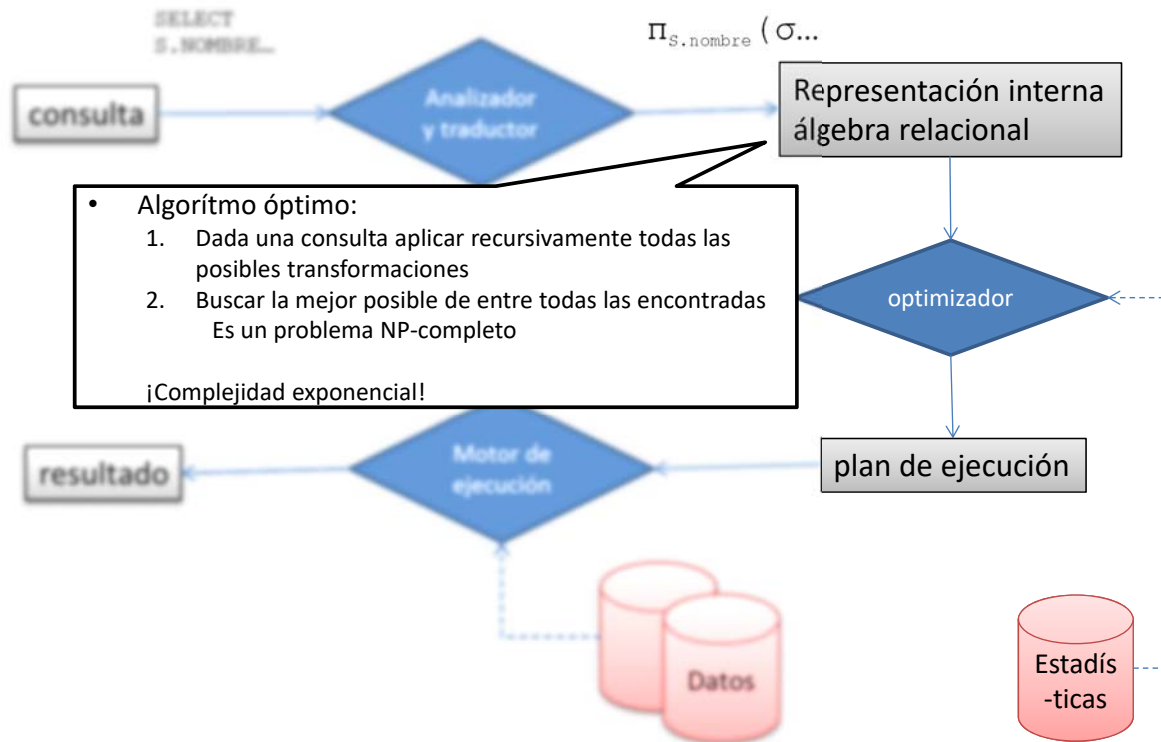 SELECT
S.NOMBRE…
Π S.nombre (σ…
consulta
Analizador
y traductor
Representación interna
álgebra relacional
• Algorítmo óptimo:
1. Dada una consulta aplicar recursivamente todas las
posibles transformaciones
2. Buscar la mejor posible de entre todas las encontradas
Es un problema NP-completo
¡Complejidad exponencial!
optimizador
resultado
Motor de
ejecución
plan de ejecución
Datos
Estadís
-ticas